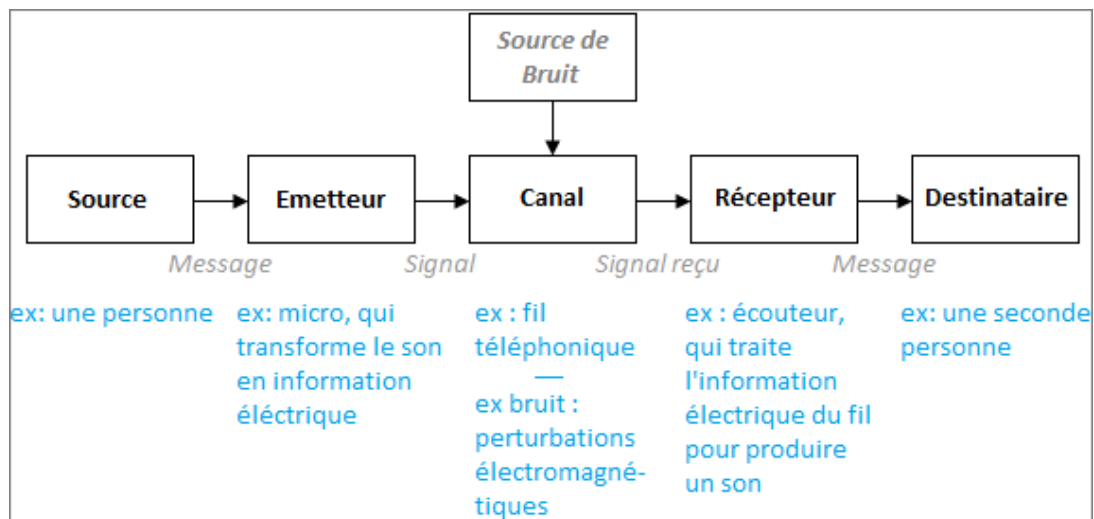 Source de
Bruit
Source
Emetteur
Canal
Récepteur
Destinataire
Message
Signal
Signal reçu
Message
ex: une personne
ex: micro, qui
transforme le son
en information
éléctrique
ex : fil
téléphonique
—
ex bruit :
perturbations
électromagné-
tiques
ex : écouteur,
qui traite
l'information
électrique du fil
pour produire
un son
ex: une seconde
personne